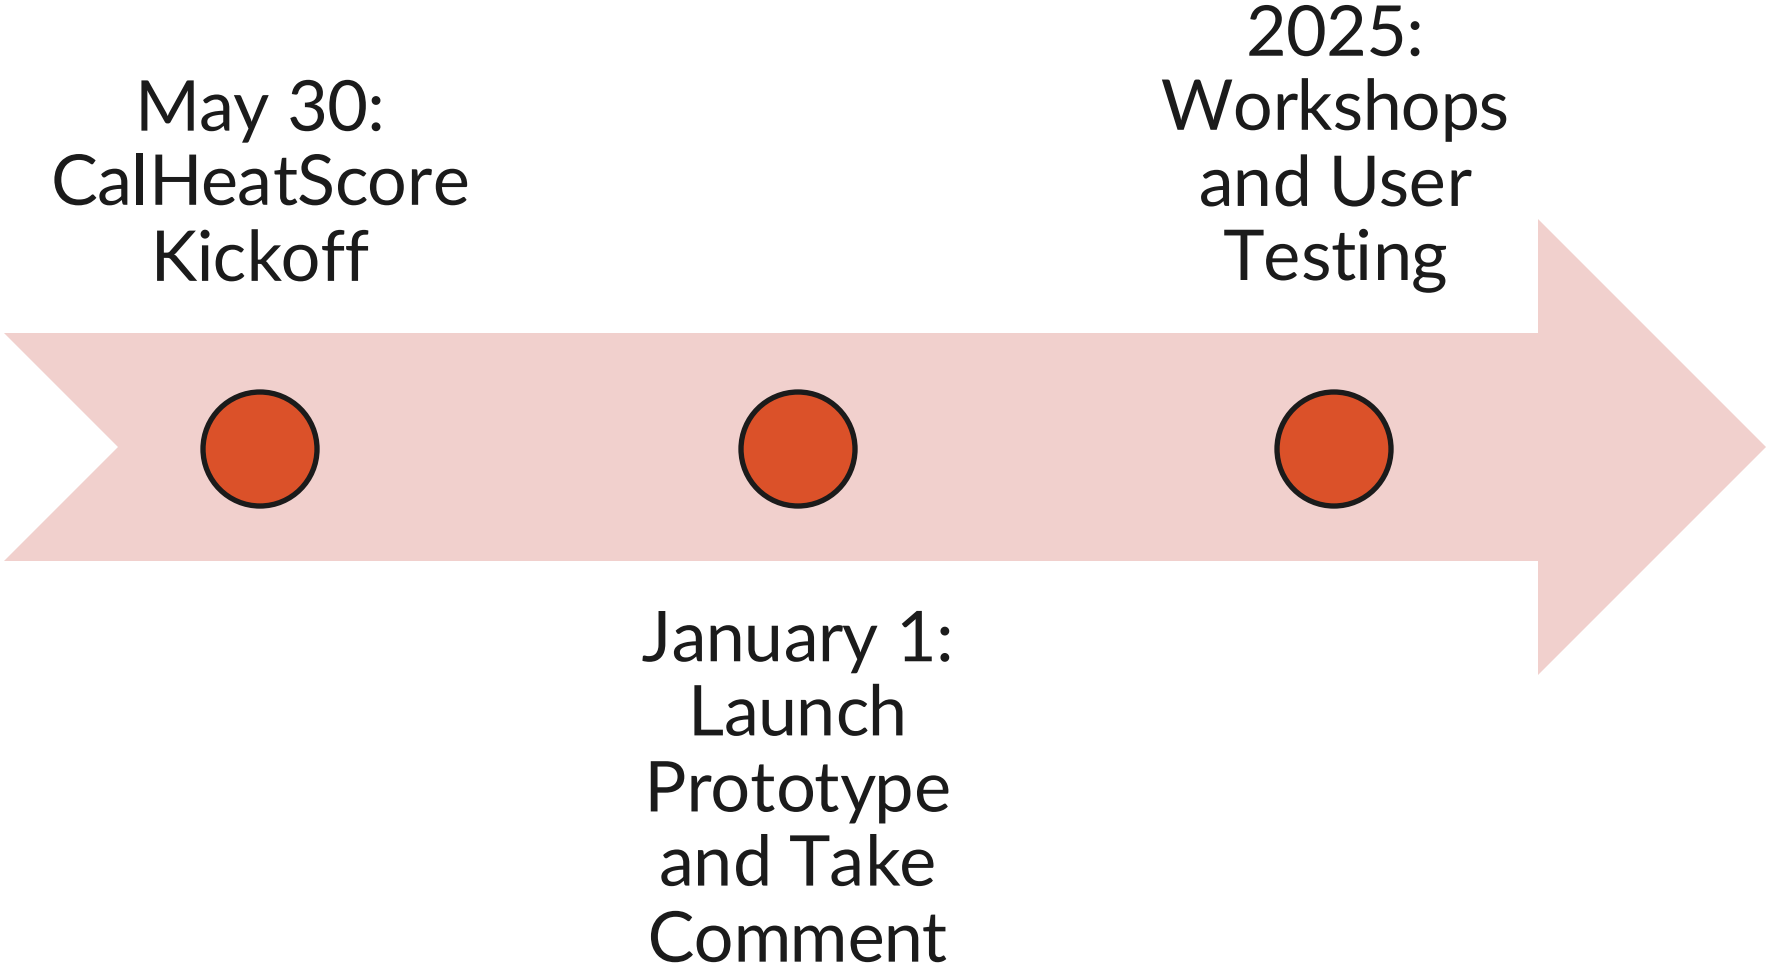 May 30:
CalHeatScore
Kickoff
January 1:
Launch
Prototype
and Take
Comment
2025:
Workshops
and User
Testing